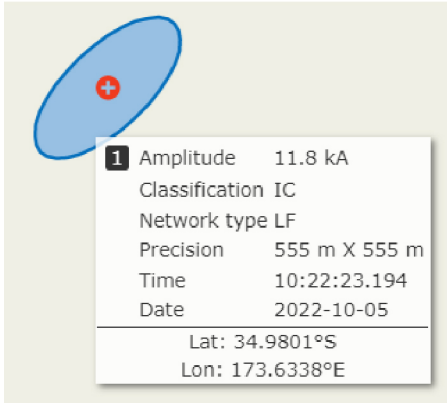 1 Amplitude 11.8 kA
Classification IC
Network type LF
Precision 555 m X 555 m
Time 10:22:23.194
Date 2022-10-05
Lat: 34.9801°S
Lon: 173.6338°E